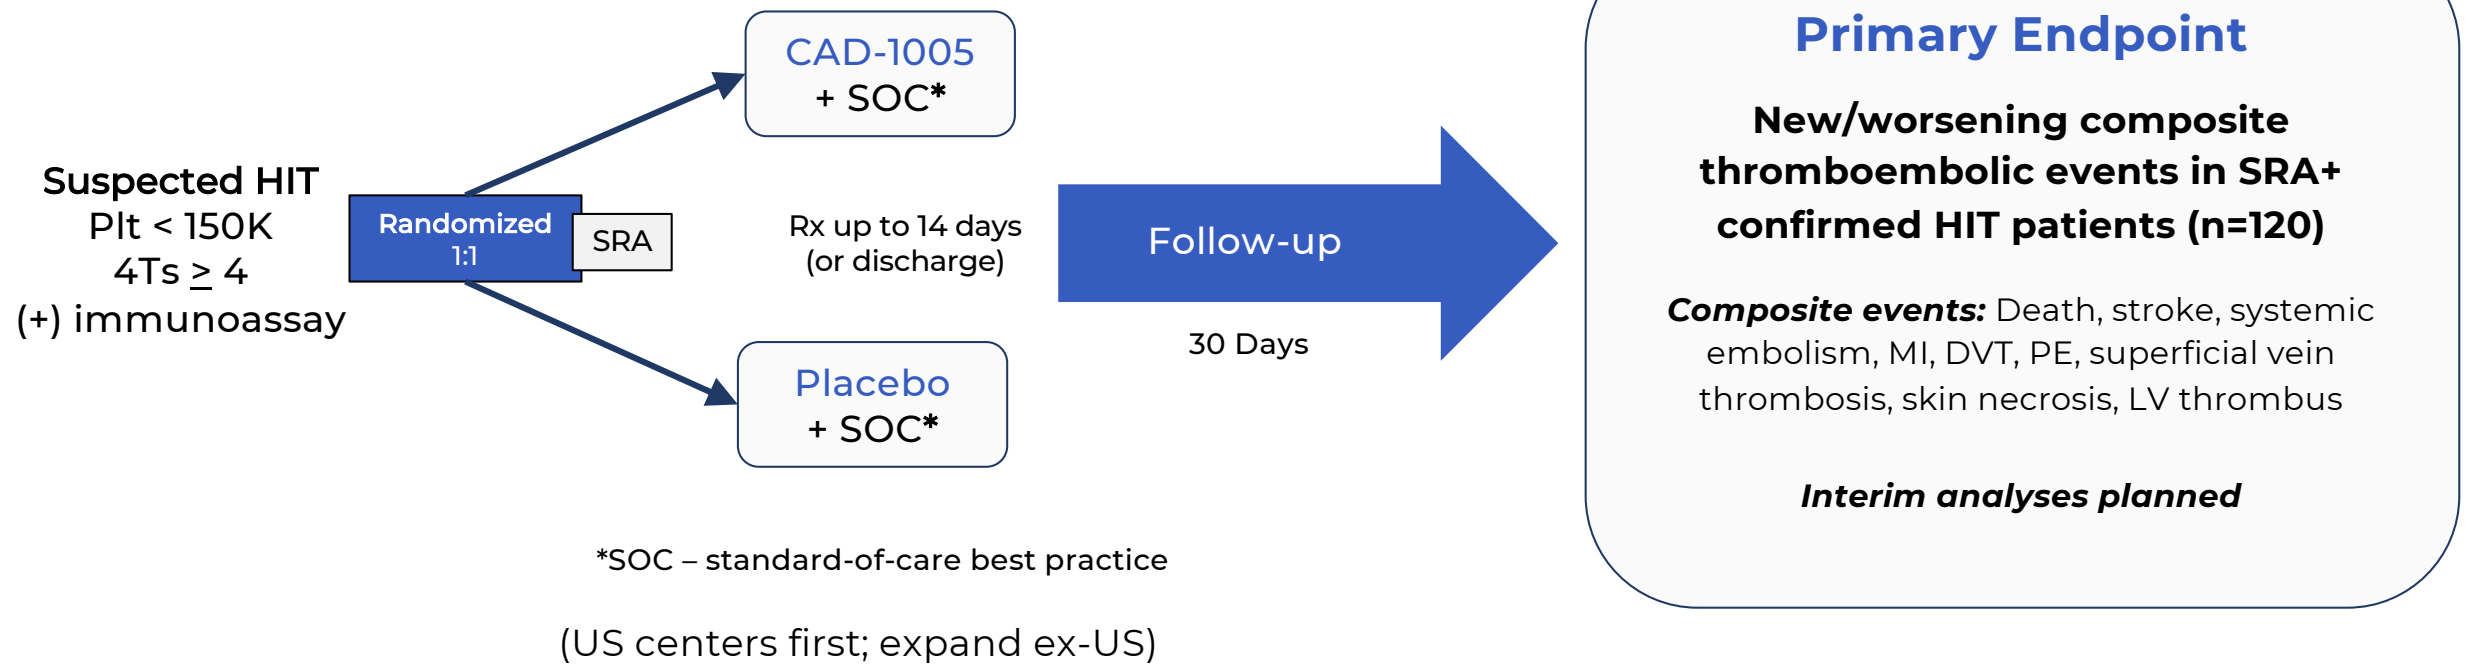 Suspected HIT
Plt < 150K
4Ts ≥ 4
(+) immunoassay
Randomized
1:1
SRA
CAD-1005
+ SOC*
Rx up to 14 days
(or discharge)
Placebo
+ SOC*
Follow-up
30 Days
Primary Endpoint
New/worsening composite
thromboembolic events in SRA+
confirmed HIT patients (n=120)
Composite events: Death, stroke, systemic
embolism, MI, DVT, PE, superficial vein
thrombosis, skin necrosis, LV thrombus
Interim analyses planned
*SOC – standard-of-care best practice
(US centers first; expand ex-US)